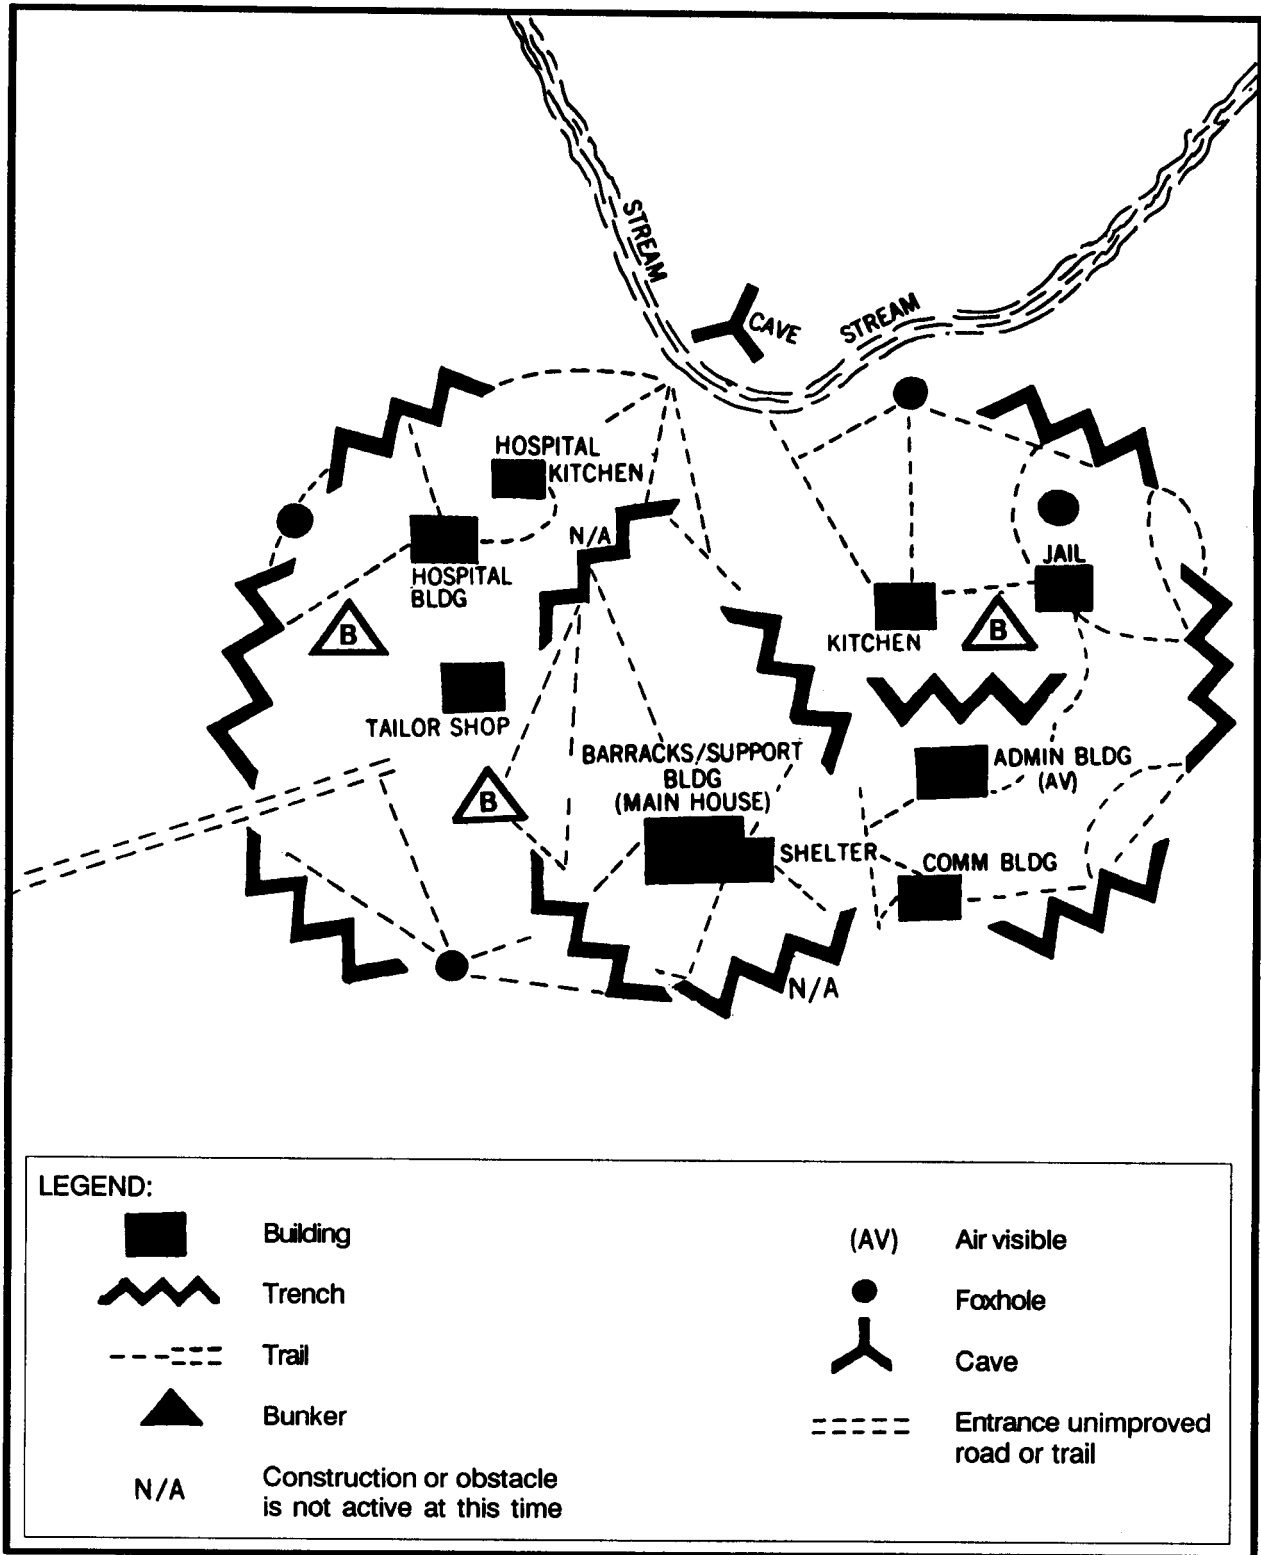 STREAM
CAVE
STREAM
HOSPITAL
KITCHEN
N/A
HOSPITAL
BLDG
JAIL
B
B
KITCHEN
TAILOR SHOP
BARRACKS/SUPPORT
BLDG
(MAIN HOUSE)
ADMIN BLDG
(AV)
B
SHELTER
COMM BLDG
N/A
LEGEND:
Building
Trench
Trail
Bunker
N/A Construction or obstacle
is not active at this time
(AV) Air visible
Foxhole
Cave
Entrance unimproved
road or trail